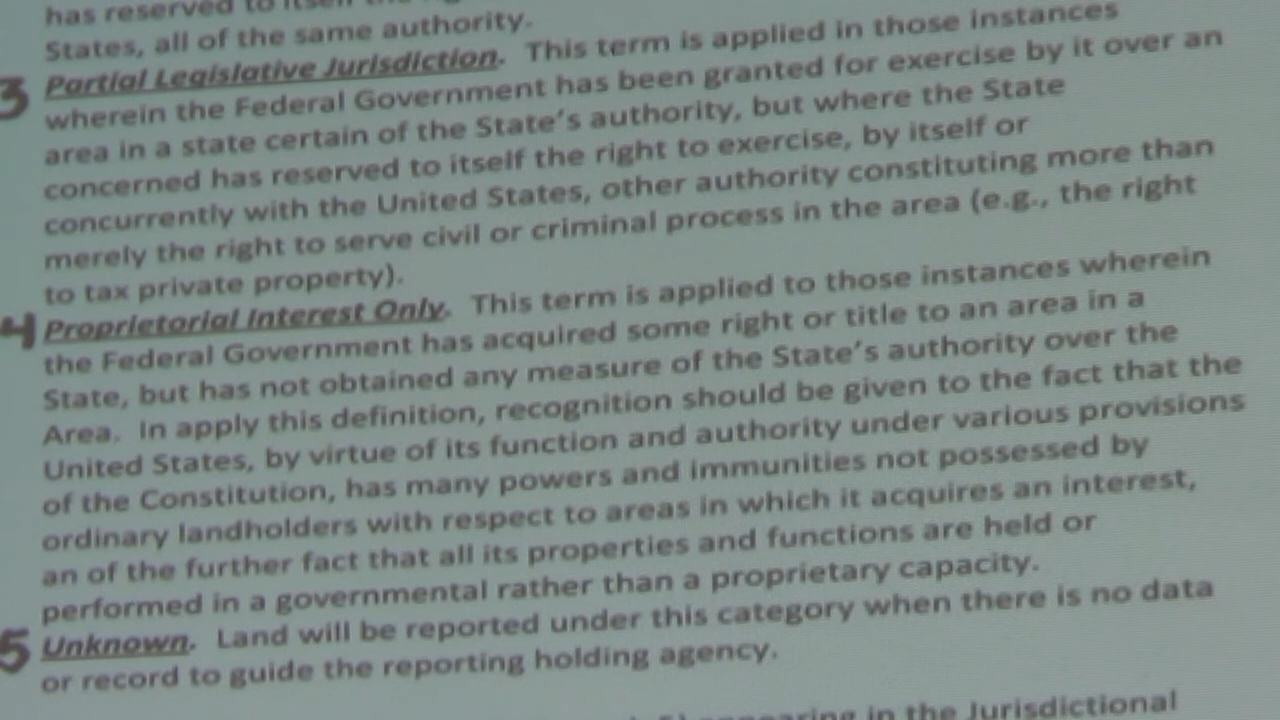 has reserved to itself the
States, all of the same authority.
3 Partial Legislative Jurisdiction. This term is applied in those instances
wherein the Federal Government has been granted for exercise by it over an
area in a state certain of the State's authority, but where the State
concerned has reserved to itself the right to exercise, by itself or
concurrently with the United States, other authority constituting more than
merely the right to serve civil or criminal process in the area (e.g., the right
to tax private property).
4 Proprietorial Interest Only. This term is applied to those instances wherein
the Federal Government has acquired some right or title to an area in a
State, but has not obtained any measure of the State's authority over the
Area. In apply this definition, recognition should be given to the fact that the
United States, by virtue of its function and authority under various provisions
of the Constitution, has many powers and immunities not possessed by
ordinary landholders with respect to areas in which it acquires an interest,
an of the further fact that all its properties and functions are held or
performed in a governmental rather than a proprietary capacity.
5 Unknown. Land will be reported under this category when there is no data
or record to guide the reporting holding agency.
appearing in the Jurisdictional